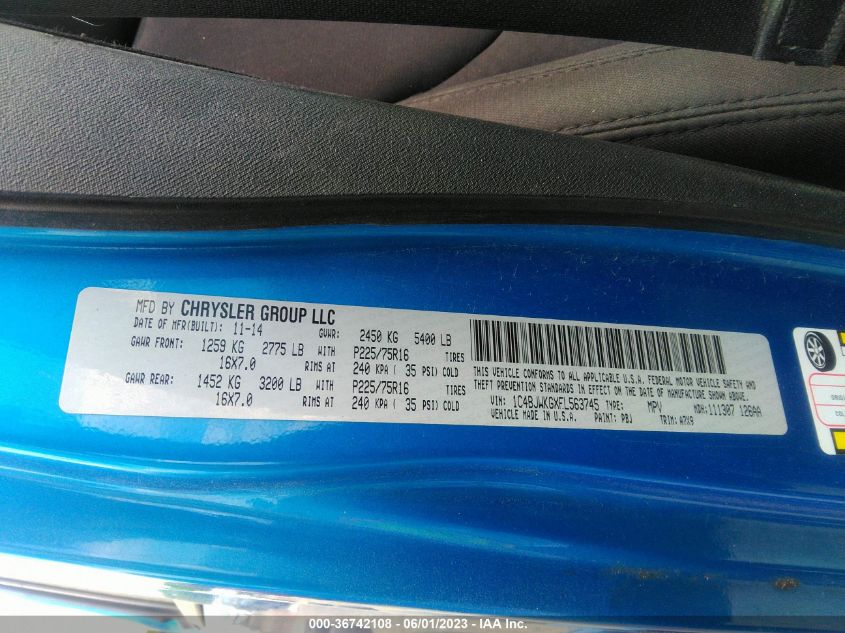 MFD BY CHRYSLER GROUP LLC
DATE OF MFR(BUILT): 11-14 GVWR: 2450 KG 5400 LB
GAWR FRONT: 1259 KG 2775 LB WITH P225/75R16 TIRES
16X7.0 RIMS AT 240 KPA ( 35 PSI) COLD
GAWR REAR: 1452 KG 3200 LB WITH P225/75R16 TIRES
16X7.0 RIMS AT 240 KPA ( 35 PSI) COLD
THIS VEHICLE CONFORMS TO ALL APPLICABLE U.S.A. FEDERAL MOTOR VEHICLE SAFETY AND
THEFT PREVENTION STANDARDS IN EFFECT ON THE DATE OF MANUFACTURE SHOWN ABOVE.
VIN: 1C4BJWKGXFL563745 TYPE: MPV MDH: 111307 126AA
VEHICLE MADE IN U.S.A. PAINT: PBJ TRIM: A7X9
000-36742108 - 06/01/2023 - IAA Inc.